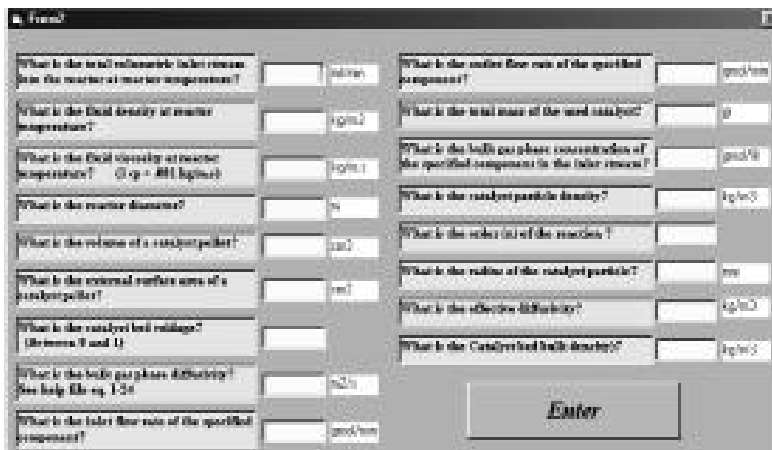 Form2
What is the total volumetric inlet stream
into the reactor at reactor temperature?
ml/min
What is the fluid density at reactor
temperature?
kg/m3
What is the fluid viscosity at reactor
temperature? (1 cp = .001 kg/m.s)
kg/m.s
What is the reactor diameter?
m
What is the volume of a catalyst pellet?
cm3
What is the external surface area of a
catalyst pellet?
cm2
What is the catalyst bed voidage?
(Between 0 and 1)
What is the bulk gas phase diffusivity?
See help file eq. 1-24
m2/s
What is the inlet flow rate of the specified
component?
gmol/min
What is the outlet flow rate of the specified
component?
gmol/min
What is the total mass of the used catalyst?
g
What is the bulk gas phase concentration of
the specified component in the inlet stream?
gmol/lit
What is the catalyst particle density?
kg/m3
What is the order (n) of the reaction ?
What is the radius of the catalyst particle?
mm
What is the effective diffusivity?
kg/m3
What is the Catalyst bed bulk density?
kg/m3
Enter